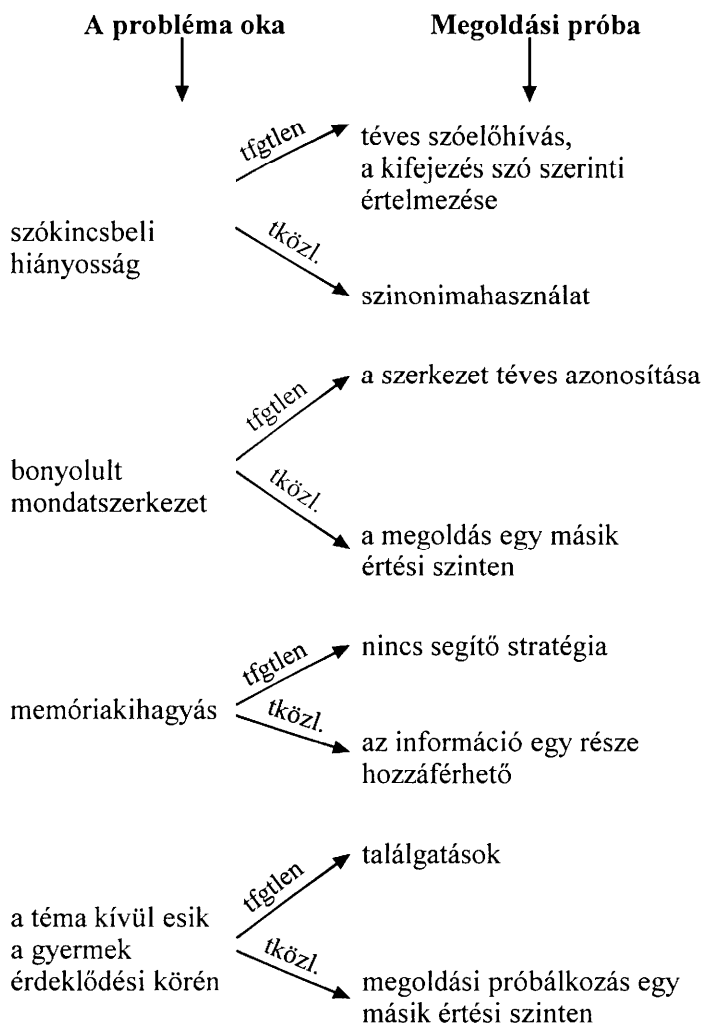 A probléma oka
Megoldási próba
szókincsbeli
hiányosság
tfgtlen
téves szóelőhívás,
a kifejezés szó szerinti
értelmezése
tközl.
szinonimahasználat
bonyolult
mondatszerkezet
tfgtlen
a szerkezet téves azonosítása
tközl.
a megoldás egy másik
értési szinten
memóriakihagyás
tfgtlen
nincs segítő stratégia
tközl.
az információ egy része
hozzáférhető
a téma kívül esik
a gyermek
érdeklődési körén
tfgtlen
találgatások
tközl.
megoldási próbálkozás egy
másik értési szinten